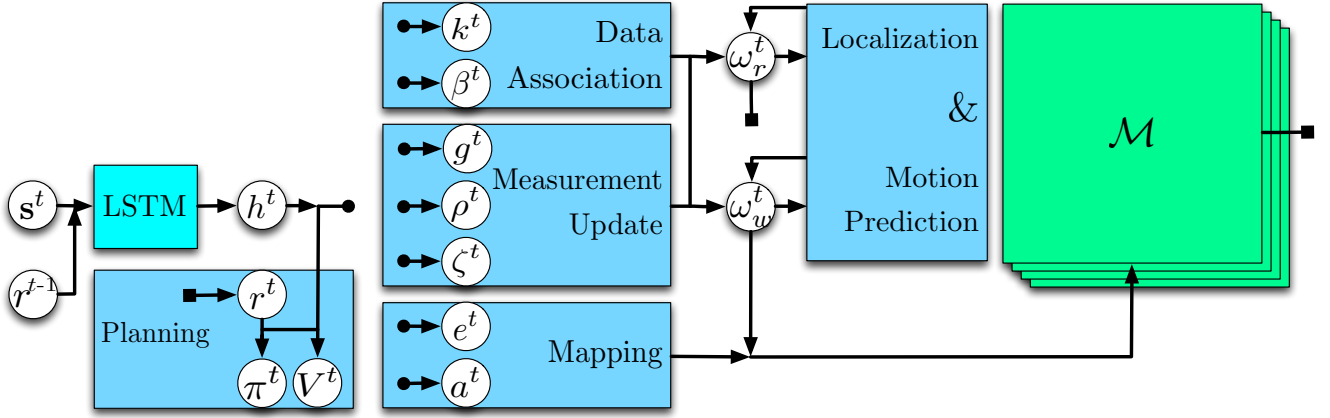 s^t
LSTM
h^t
r^{t-1}
r^t
Planning
π^t
V^t
k^t
Data
β^t
Association
g^t
Measurement
ρ^t
Update
ζ^t
e^t
Mapping
a^t
ω_r^t
ω_w^t
Localization
&
Motion
Prediction
ℳ